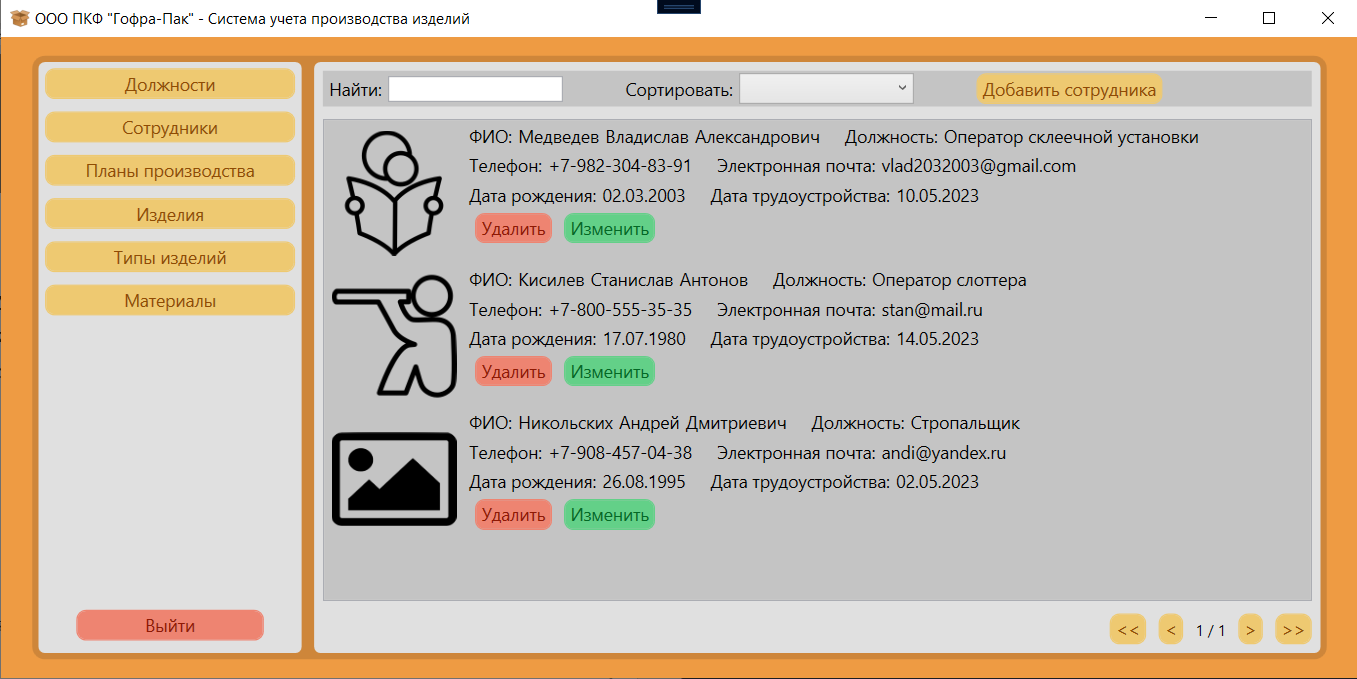 ООО ПКФ "Гофра-Пак" - Система учета производства изделий
Должности
Сотрудники
Планы производства
Изделия
Типы изделий
Материалы
Выйти
Найти: Сортировать: Добавить сотрудника
ФИО: Медведев Владислав Александрович Должность: Оператор склеечной установки
Телефон: +7-982-304-83-91 Электронная почта: vlad2032003@gmail.com
Дата рождения: 02.03.2003 Дата трудоустройства: 10.05.2023
Удалить Изменить
ФИО: Кисилев Станислав Антонов Должность: Оператор слоттера
Телефон: +7-800-555-35-35 Электронная почта: stan@mail.ru
Дата рождения: 17.07.1980 Дата трудоустройства: 14.05.2023
Удалить Изменить
ФИО: Никольских Андрей Дмитриевич Должность: Стропальщик
Телефон: +7-908-457-04-38 Электронная почта: andi@yandex.ru
Дата рождения: 26.08.1995 Дата трудоустройства: 02.05.2023
Удалить Изменить
<< < 1 / 1 > >>